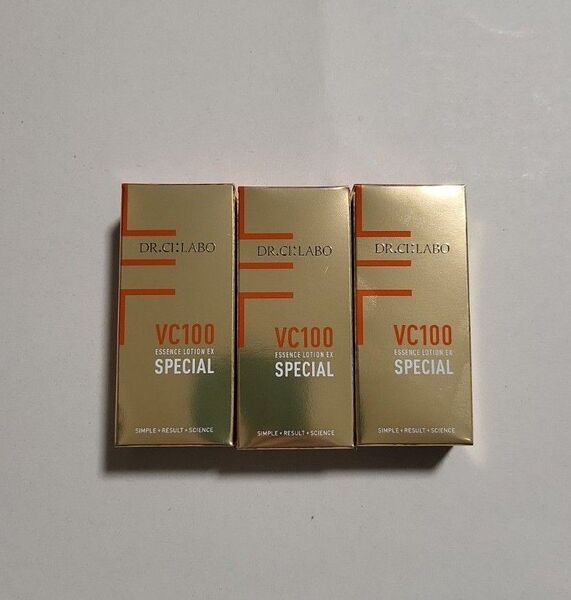 DR.CI:LABO
VC100
ESSENCE LOTION EX
SPECIAL
SIMPLE + RESULT + SCIENCE
DR.CI:LABO
VC100
ESSENCE LOTION EX
SPECIAL
SIMPLE + RESULT + SCIENCE
DR.CI:LABO
VC100
ESSENCE LOTION EX
SPECIAL
SIMPLE + RESULT + SCIENCE